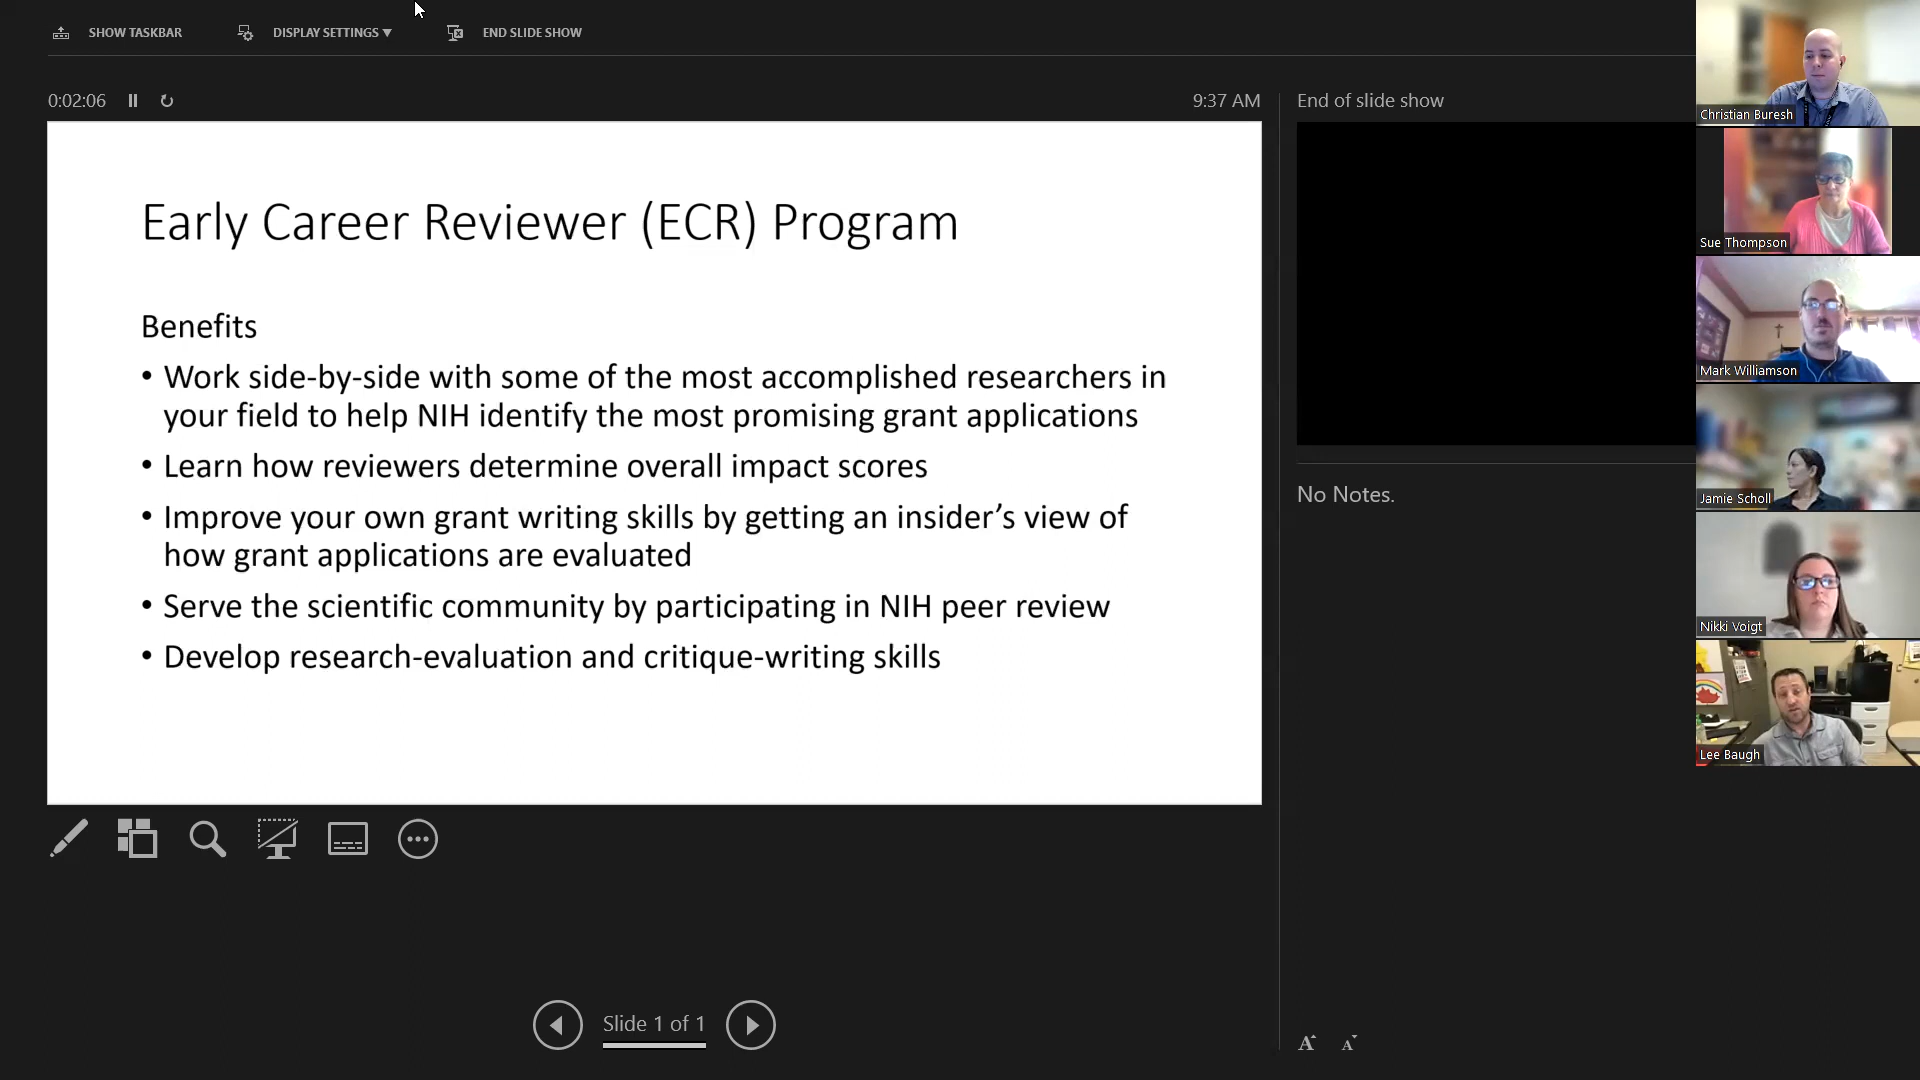 SHOW TASKBAR
DISPLAY SETTINGS ▼
END SLIDE SHOW
0:02:06
9:37 AM
End of slide show
Early Career Reviewer (ECR) Program
Benefits
• Work side-by-side with some of the most accomplished researchers in
your field to help NIH identify the most promising grant applications
• Learn how reviewers determine overall impact scores
• Improve your own grant writing skills by getting an insider’s view of
how grant applications are evaluated
• Serve the scientific community by participating in NIH peer review
• Develop research-evaluation and critique-writing skills
No Notes.
Slide 1 of 1
A A
Christian Buresh
Sue Thompson
Mark Williamson
Jamie Scholl
Nikki Voigt
Lee Baugh